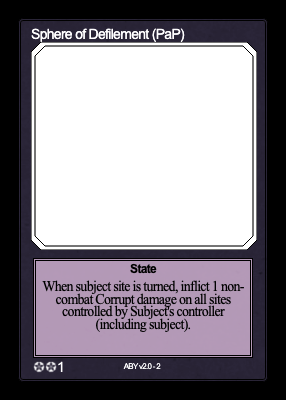 Sphere of Defilement (PaP)
State
When subject site is turned, inflict 1 non-
combat Corrupt damage on all sites
controlled by Subject's controller
(including subject).
1
ABY v2.0 - 2